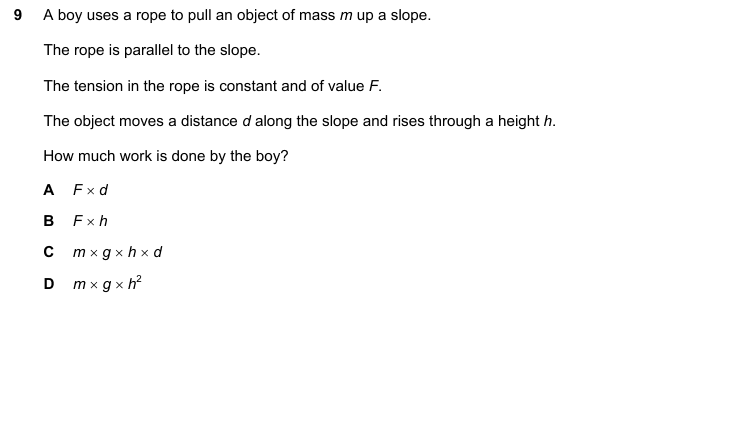 9 A boy uses a rope to pull an object of mass m up a slope.
The rope is parallel to the slope.
The tension in the rope is constant and of value F.
The object moves a distance d along the slope and rises through a height h.
How much work is done by the boy?
A F × d
B F × h
C m × g × h × d
D m × g × h²